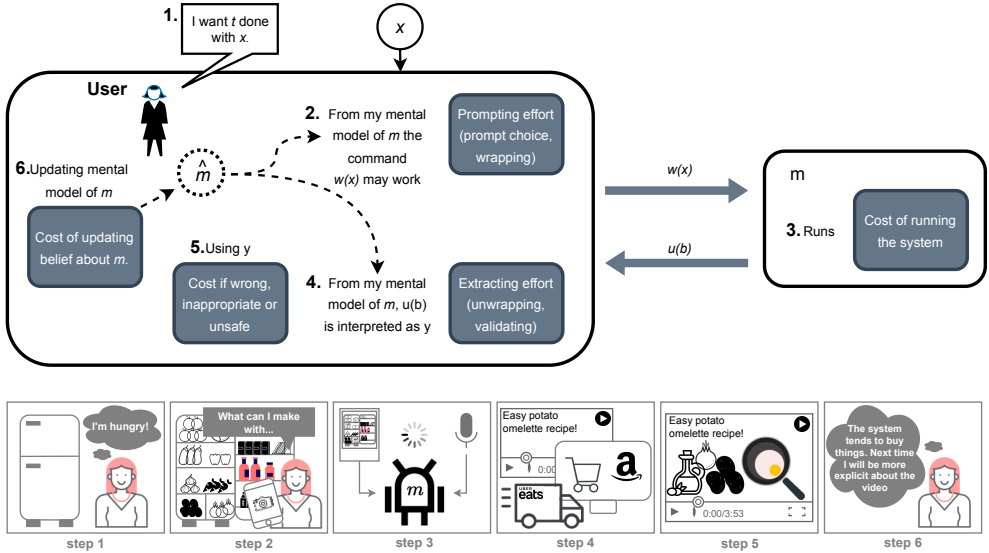 1.
I want t done
with x.
x
User
2. From my mental
model of m the
command
w(x) may work
Prompting effort
(prompt choice,
wrapping)
6. Updating mental
model of m
m̂
Cost of updating
belief about m.
5. Using y
Cost if wrong,
inappropriate or
unsafe
4. From my mental
model of m, u(b)
is interpreted as y
Extracting effort
(unwrapping,
validating)
w(x)
u(b)
m
3. Runs
Cost of running
the system
I'm hungry!
step 1
What can I make
with...
step 2
m
step 3
Easy potato
omelette recipe!
0:00
a
UBER
eats
step 4
Easy potato
omelette recipe!
0:00/3:53
step 5
The system
tends to buy
things. Next time
I will be more
explicit about the
video
step 6